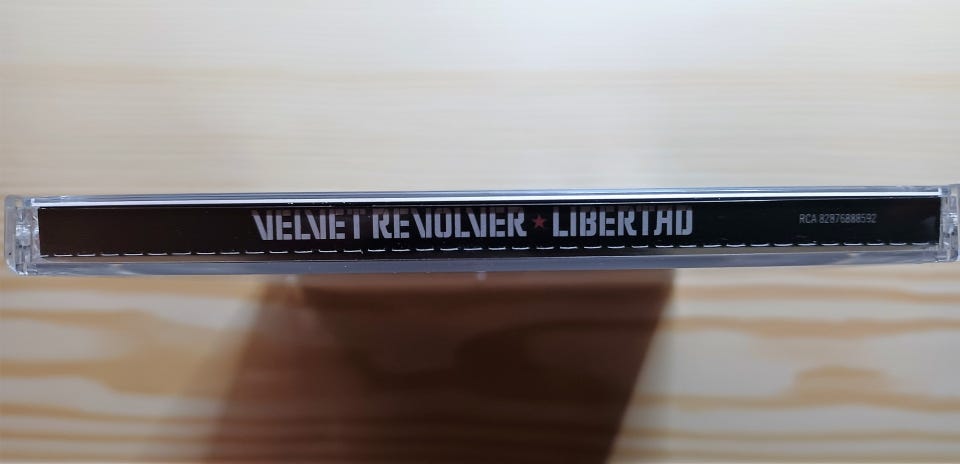 VELVET REVOLVER ★ LIBERTAD RCA 82876888592